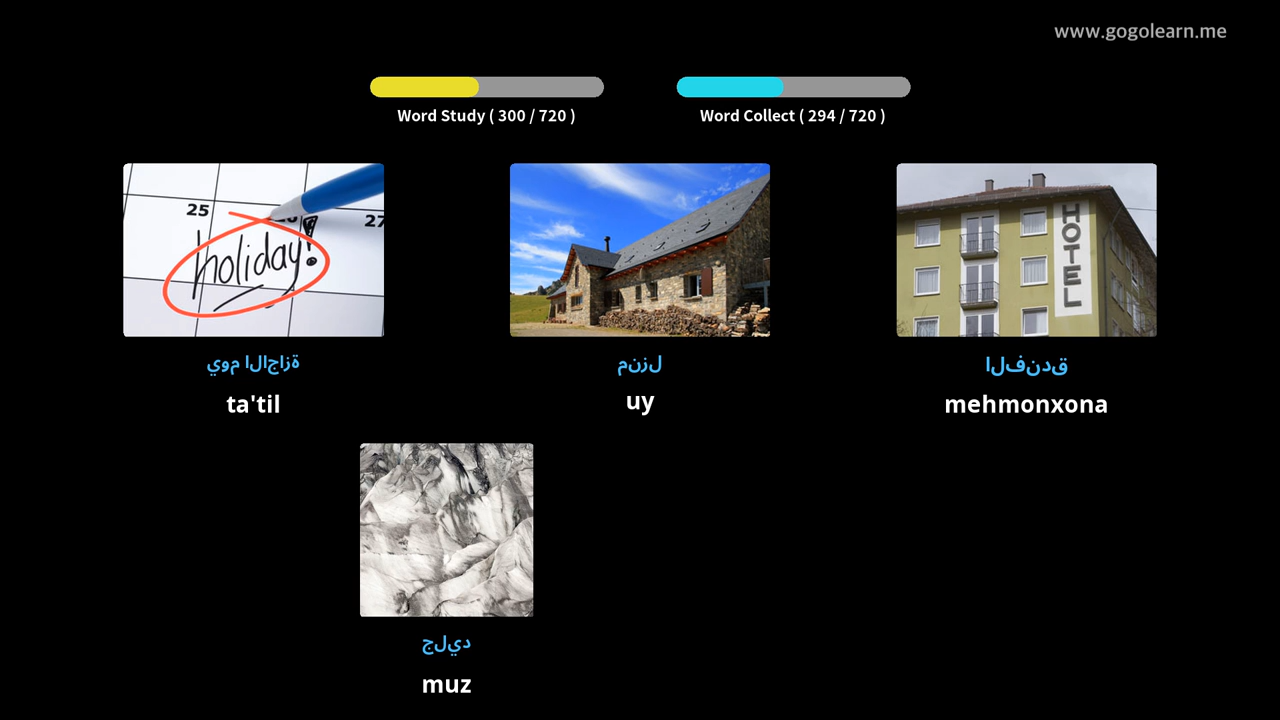 www.gogolearn.me
Word Study ( 300 / 720 )
Word Collect ( 294 / 720 )
25
27
holiday!
HOTEL
يوم الاجازة
منزل
الفندق
ta'til
uy
mehmonxona
جليد
muz